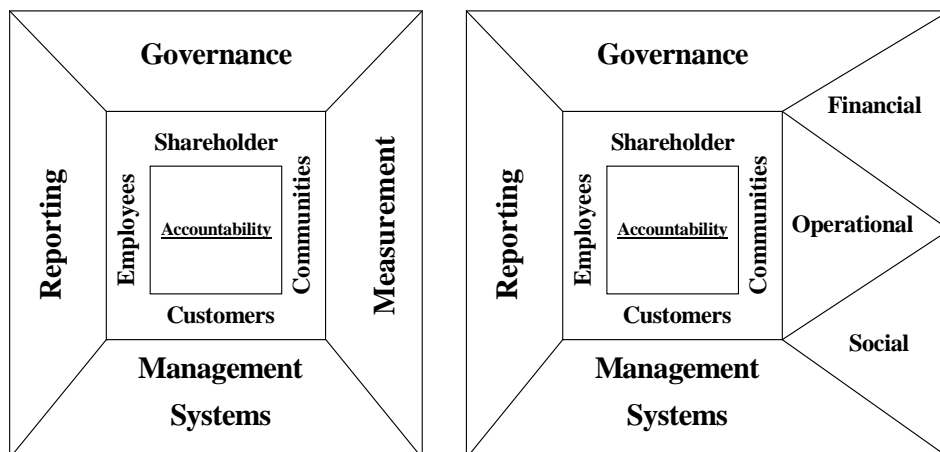 Governance
Shareholder
Reporting
Employees
Accountability
Communities
Measurement
Customers
Management
Systems
Governance
Financial
Shareholder
Reporting
Employees
Accountability
Communities
Operational
Customers
Social
Management
Systems